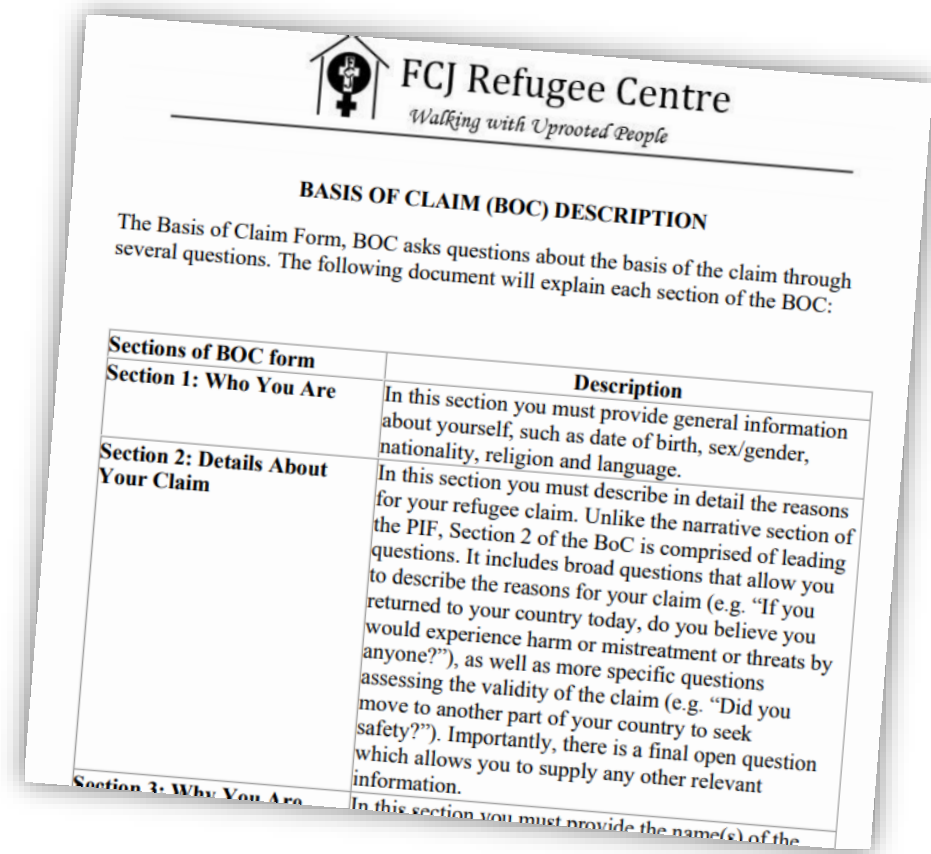 FCJ Refugee Centre
Walking with Uprooted People
BASIS OF CLAIM (BOC) DESCRIPTION
The Basis of Claim Form, BOC asks questions about the basis of the claim through
several questions. The following document will explain each section of the BOC:
Sections of BOC form
Description
Section 1: Who You Are
In this section you must provide general information
about yourself, such as date of birth, sex/gender,
nationality, religion and language.
Section 2: Details About
Your Claim
In this section you must describe in detail the reasons
for your refugee claim. Unlike the narrative section of
the PIF, Section 2 of the BoC is comprised of leading
questions. It includes broad questions that allow you
to describe the reasons for your claim (e.g. “If you
returned to your country today, do you believe you
would experience harm or mistreatment or threats by
anyone?”), as well as more specific questions
assessing the validity of the claim (e.g. “Did you
move to another part of your country to seek
safety?”). Importantly, there is a final open question
which allows you to supply any other relevant
information.
Section 3: Why You Are
In this section you must provide the name(s) of the